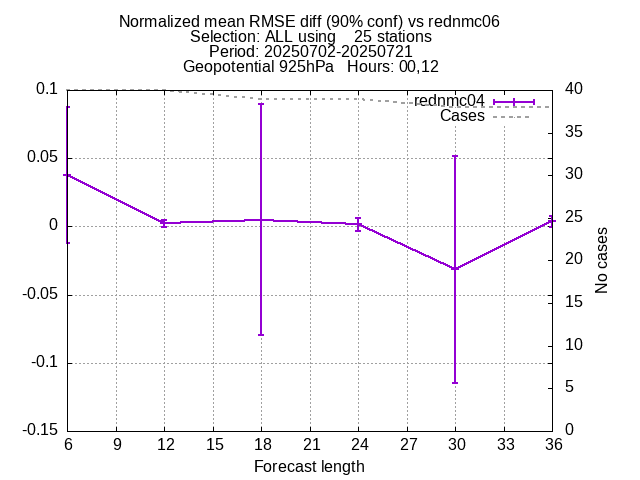 Normalized mean RMSE diff (90% conf) vs rednmc06
Selection: ALL using    25 stations
Period: 20250702-20250721
Geopotential 925hPa   Hours: 00,12
rednmc04
Cases
0.1
0.05
0
-0.05
-0.1
-0.15
40
35
30
25
20
15
10
5
0
No cases
6 9 12 15 18 21 24 27 30 33 36
Forecast length